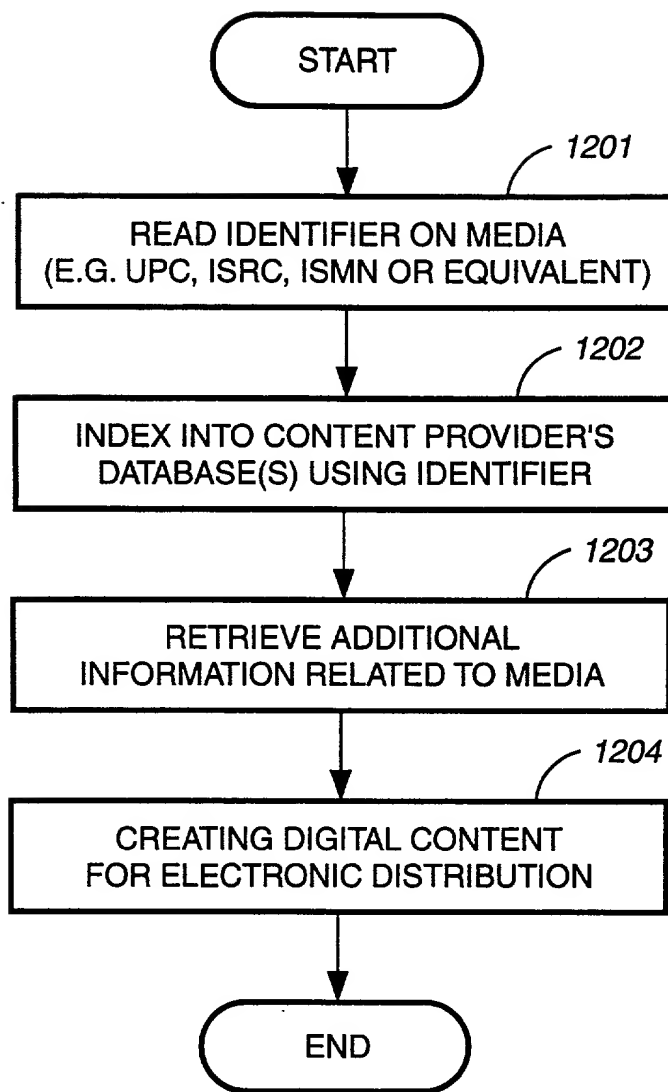 START
1201
READ IDENTIFIER ON MEDIA
(E.G. UPC, ISRC, ISMN OR EQUIVALENT)
1202
INDEX INTO CONTENT PROVIDER'S
DATABASE(S) USING IDENTIFIER
1203
RETRIEVE ADDITIONAL
INFORMATION RELATED TO MEDIA
1204
CREATING DIGITAL CONTENT
FOR ELECTRONIC DISTRIBUTION
END